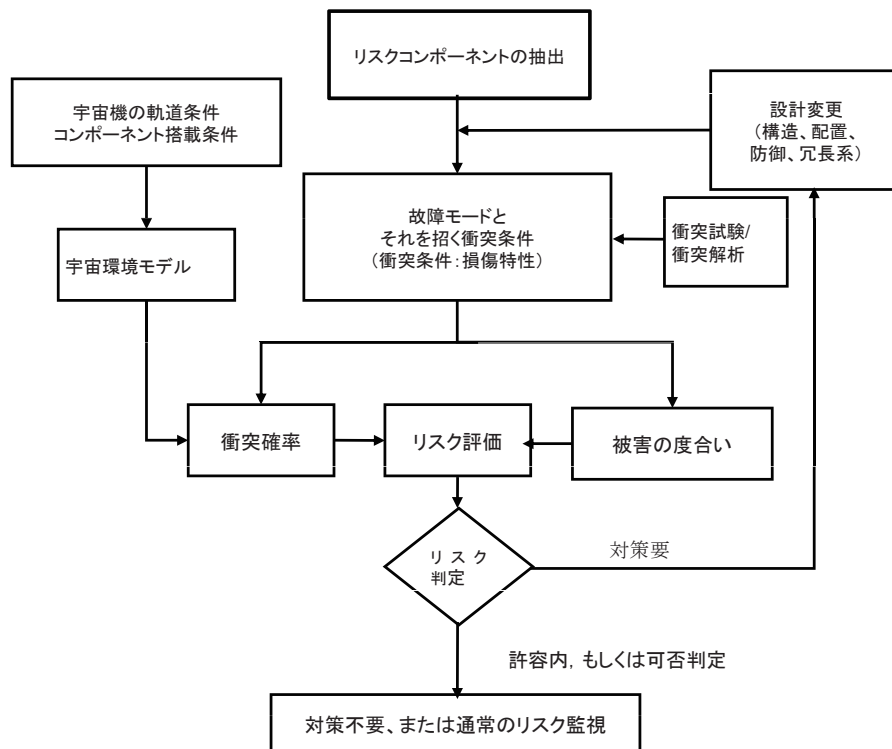 リスクコンポーネントの抽出
宇宙機の軌道条件
コンポーネント搭載条件
設計変更
（構造、配置、
防御、冗長系）
故障モードと
それを招く衝突条件
（衝突条件：損傷特性）
衝突試験/
衝突解析
宇宙環境モデル
衝突確率
リスク評価
被害の度合い
リスク
判定
対策要
許容内，もしくは可否判定
対策不要、または通常のリスク監視